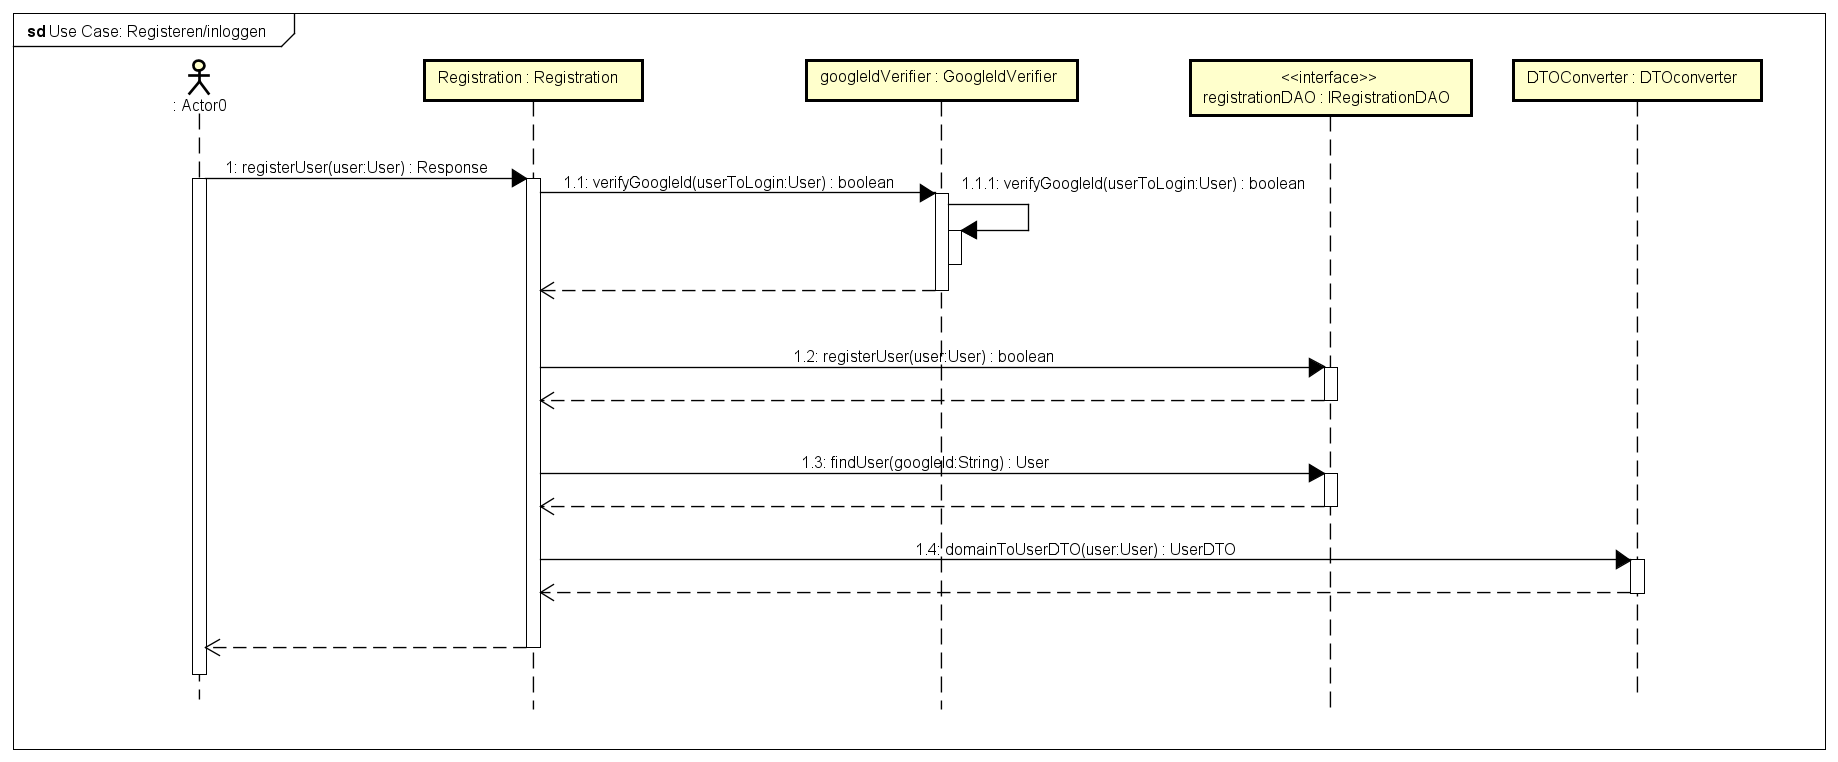 sd Use Case: Registeren/inloggen
: Actor0
Registration : Registration
googleIdVerifier : GoogleIdVerifier
<<interface>>
registrationDAO : IRegistrationDAO
DTOConverter : DTOconverter
1: registerUser(user:User) : Response
1.1: verifyGoogleId(userToLogin:User) : boolean
1.1.1: verifyGoogleId(userToLogin:User) : boolean
1.2: registerUser(user:User) : boolean
1.3: findUser(googleId:String) : User
1.4: domainToUserDTO(user:User) : UserDTO